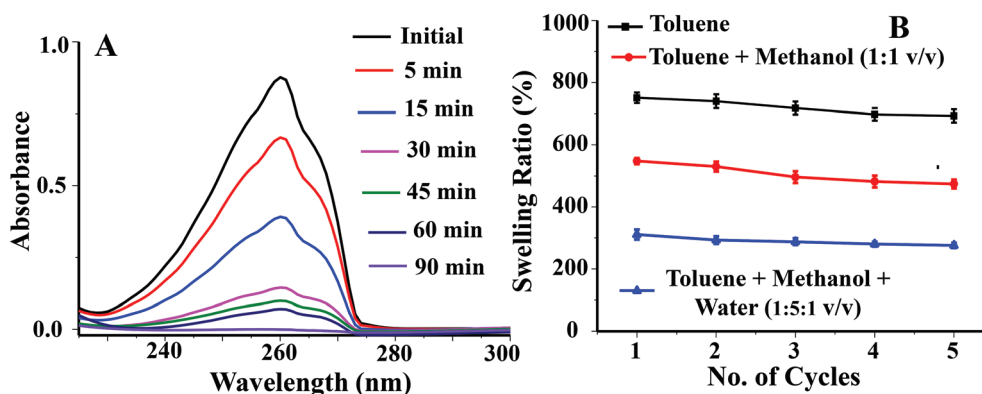 A
Absorbance
1.0
0.5
0.0
Initial
5 min
15 min
30 min
45 min
60 min
90 min
240
260
280
300
Wavelength (nm)
B
Swelling Ratio (%)
1000
800
600
400
200
0
Toluene
Toluene + Methanol (1:1 v/v)
Toluene + Methanol +
Water (1:5:1 v/v)
1
2
3
4
5
No. of Cycles